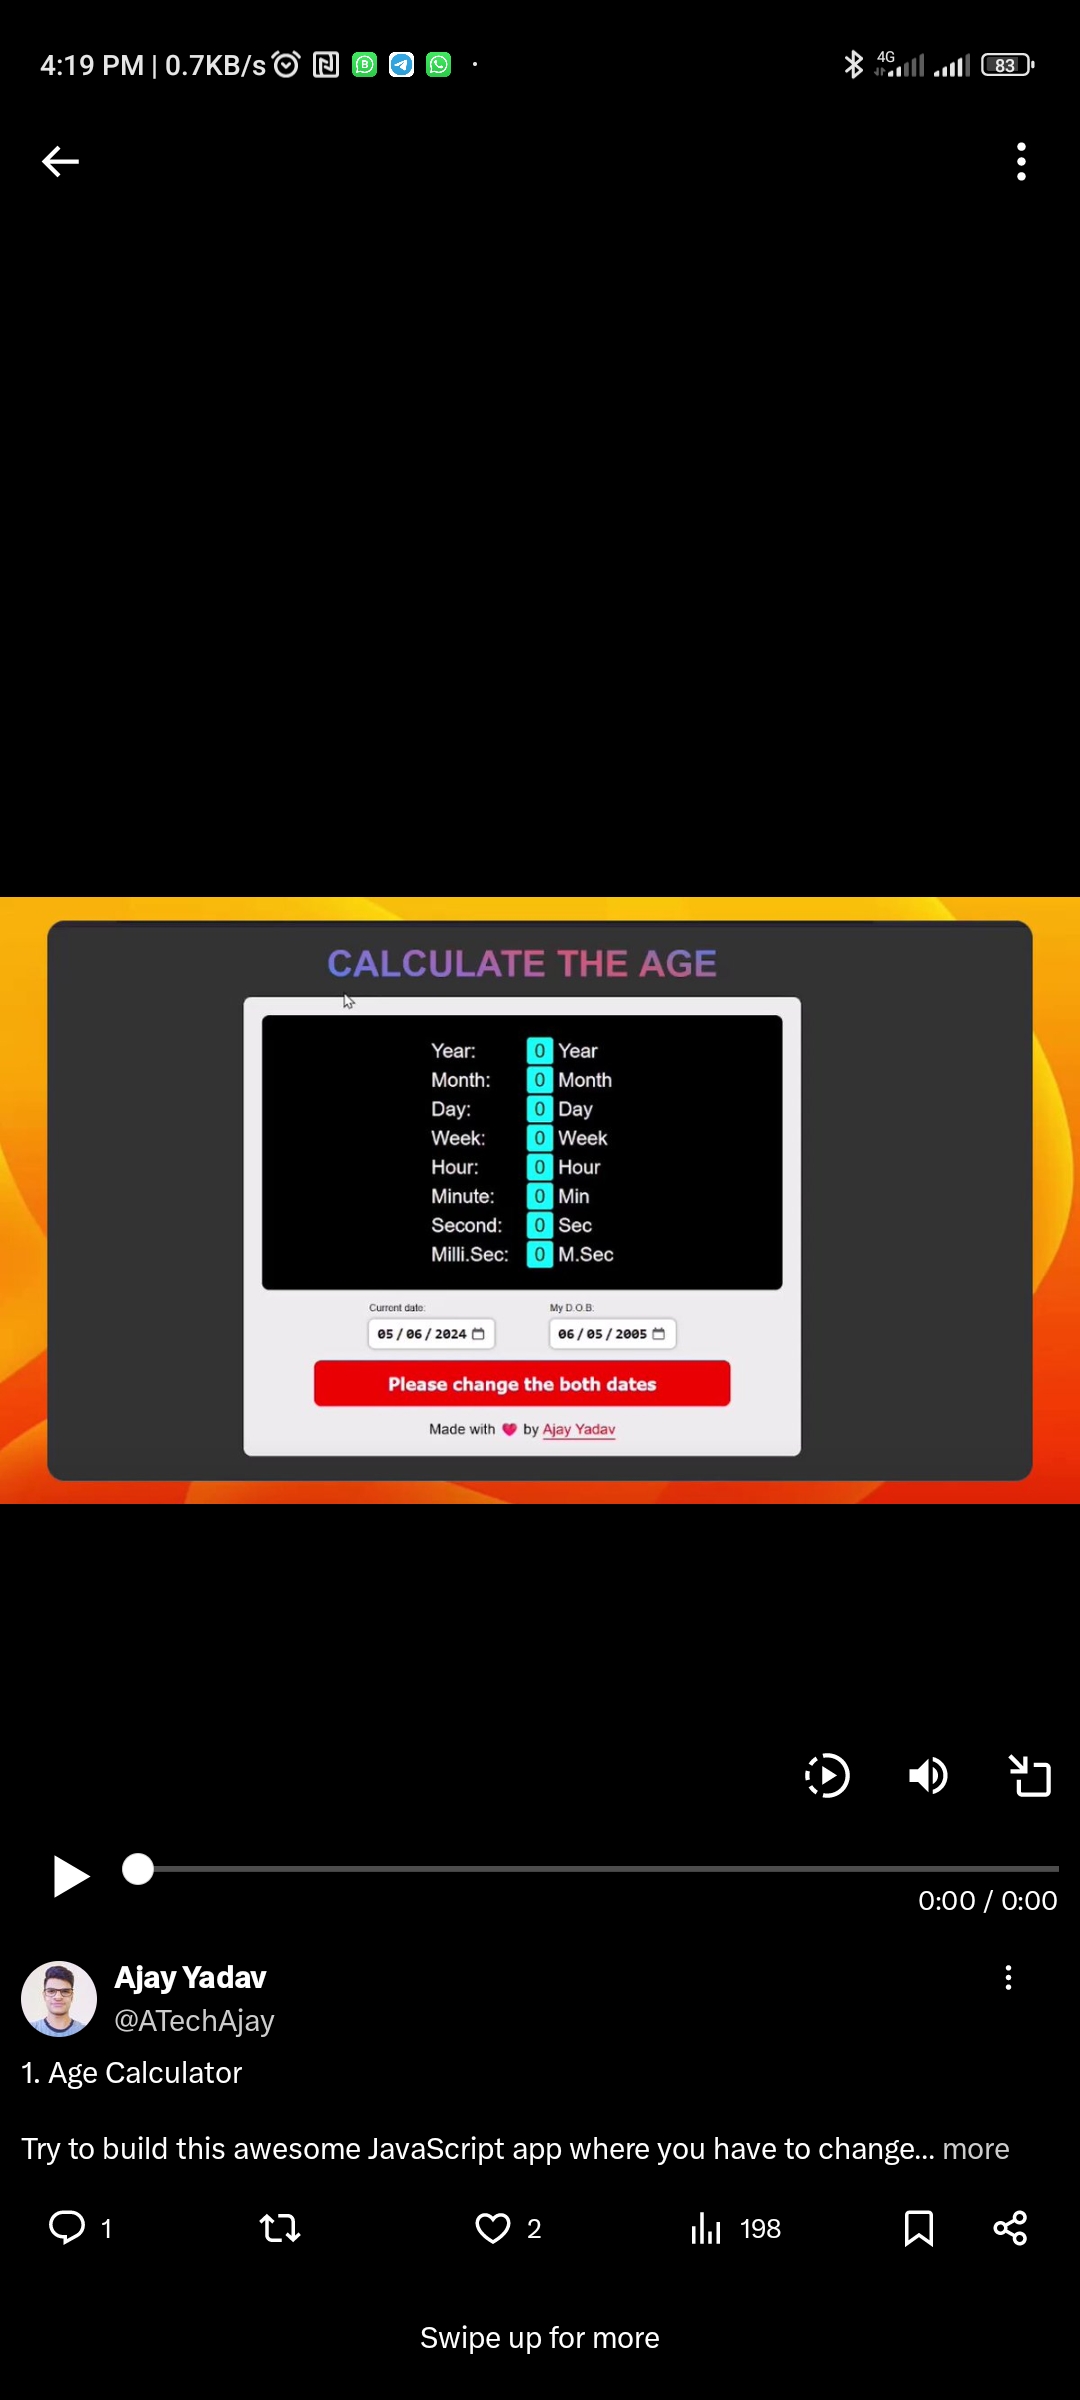 4:19 PM | 0.7KB/s
4G
83
CALCULATE THE AGE
Year: 0 Year
Month: 0 Month
Day: 0 Day
Week: 0 Week
Hour: 0 Hour
Minute: 0 Min
Second: 0 Sec
Milli.Sec: 0 M.Sec
Current date: My D.O.B:
05/06/2024 06/05/2005
Please change the both dates
Made with ❤ by Ajay Yadav
0:00 / 0:00
Ajay Yadav
@ATechAjay
1. Age Calculator
Try to build this awesome JavaScript app where you have to change... more
1 2 198
Swipe up for more